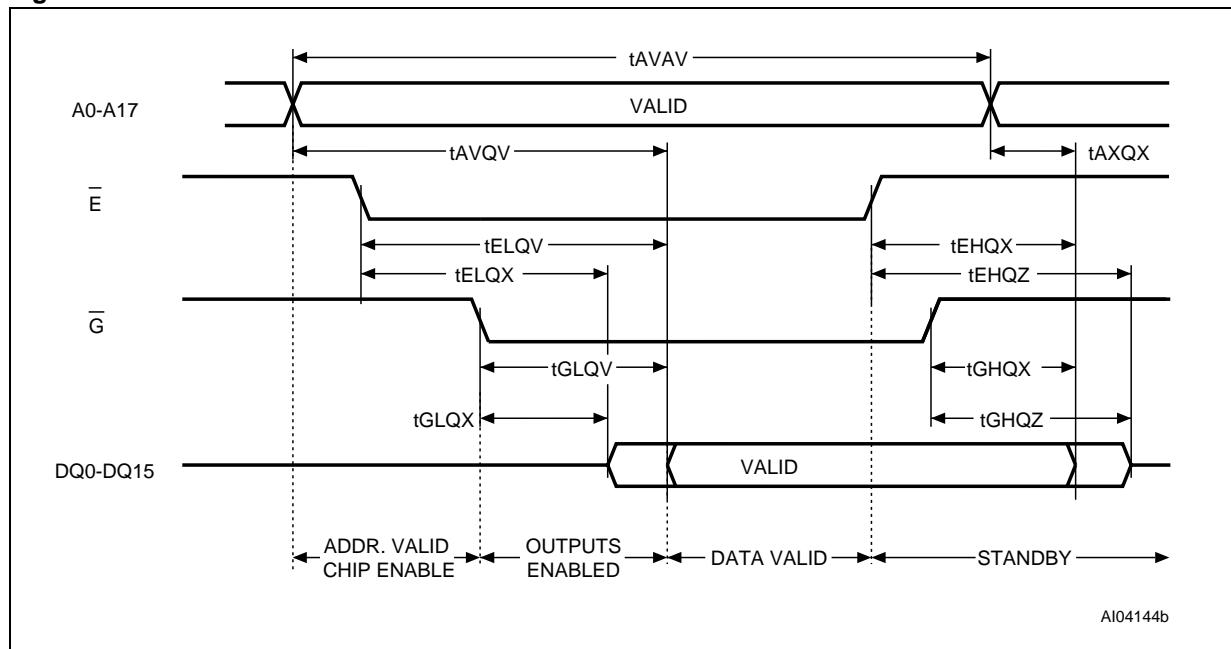 tAVAV
A0-A17
VALID
tAVQV
tAXQX
E
tELQV
tEHQX
tELQX
tEHQZ
G
tGLQV
tGHQX
tGLQX
tGHQZ
DQ0-DQ15
VALID
ADDR. VALID
CHIP ENABLE
OUTPUTS
ENABLED
DATA VALID
STANDBY
AI04144b